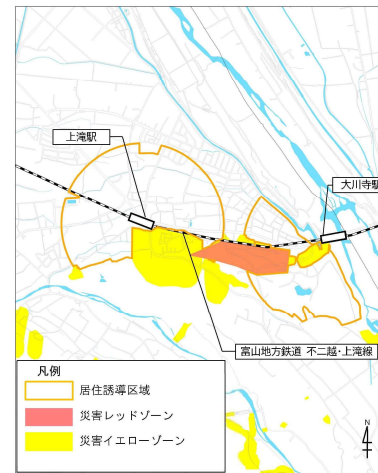 上滝駅
大川寺駅
富山地方鉄道 不二越・上滝線
凡例
居住誘導区域
災害レッドゾーン
災害イエローゾーン
N